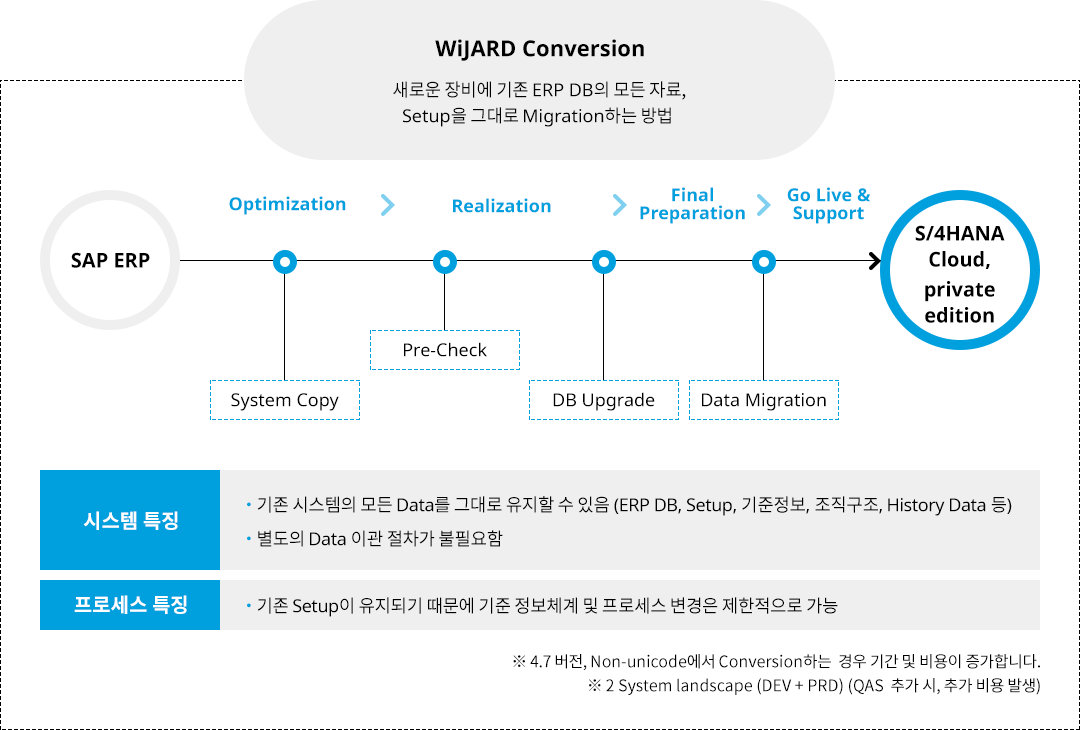 WiJARD Conversion
새로운 장비에 기존 ERP DB의 모든 자료,
Setup을 그대로 Migration하는 방법
Optimization
Realization
Final
Preparation
Go Live &
Support
SAP ERP
S/4HANA
Cloud,
private
edition
Pre-Check
System Copy
DB Upgrade
Data Migration
시스템 특징
• 기존 시스템의 모든 Data를 그대로 유지할 수 있음 (ERP DB, Setup, 기준정보, 조직구조, History Data 등)
• 별도의 Data 이관 절차가 불필요함
프로세스 특징
• 기존 Setup이 유지되기 때문에 기준 정보체계 및 프로세스 변경은 제한적으로 가능
※ 4.7 버전, Non-unicode에서 Conversion하는 경우 기간 및 비용이 증가합니다.
※ 2 System landscape (DEV + PRD) (QAS 추가 시, 추가 비용 발생)